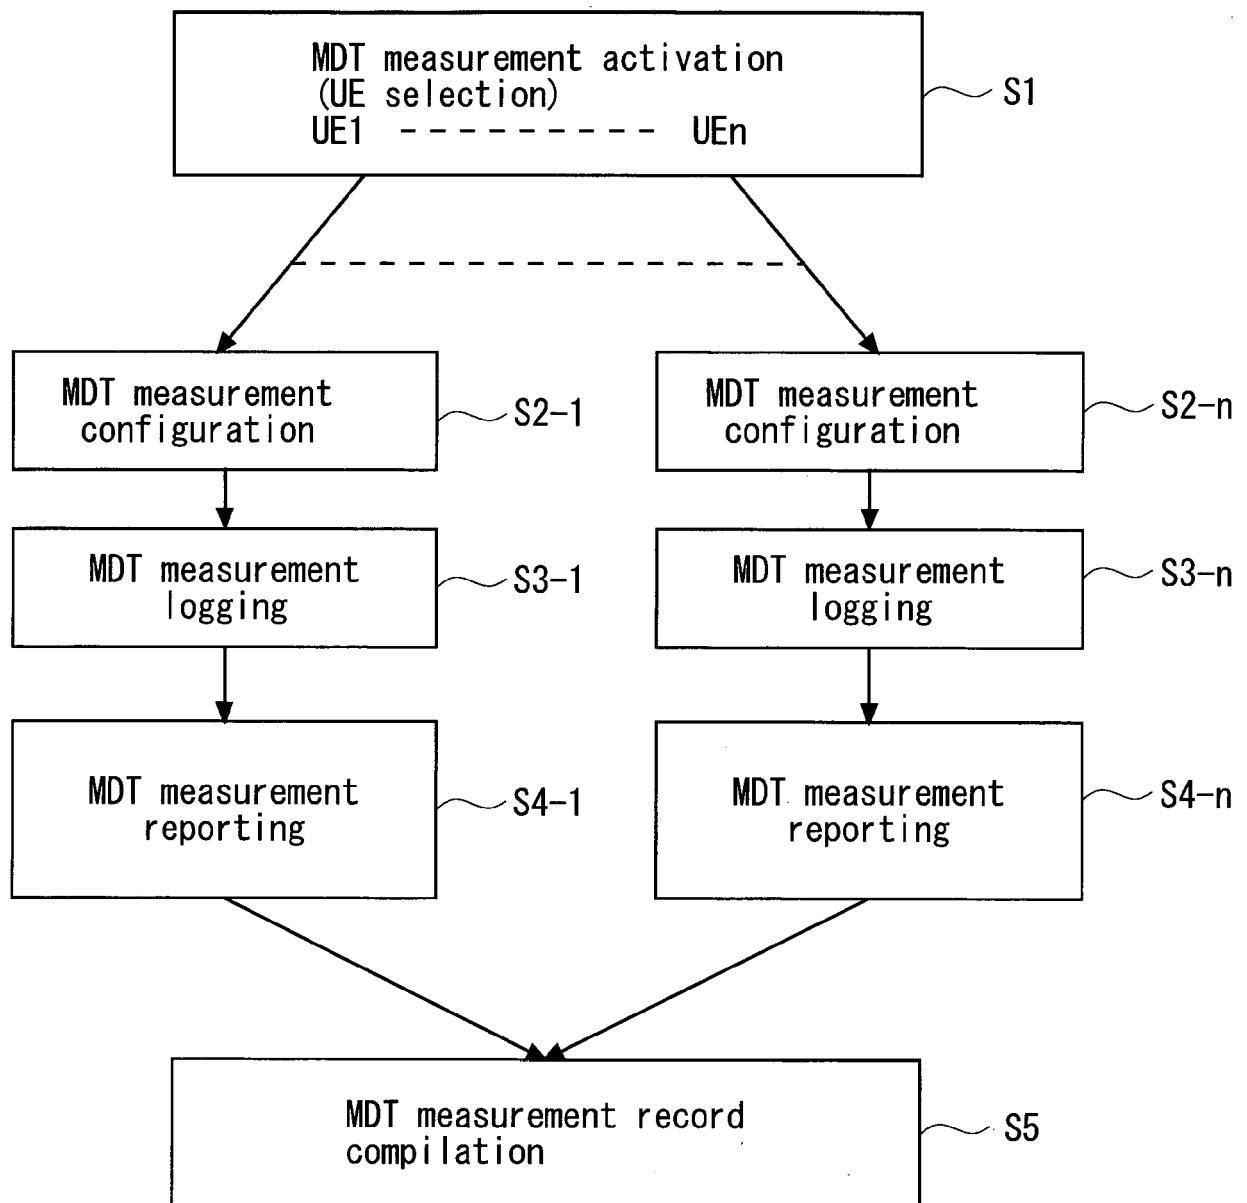 MDT measurement activation
(UE selection)
UE1 --------- UEn
S1
MDT measurement
configuration
S2-1
MDT measurement
configuration
S2-n
MDT measurement
logging
S3-1
MDT measurement
logging
S3-n
MDT measurement
reporting
S4-1
MDT measurement
reporting
S4-n
MDT measurement record
compilation
S5